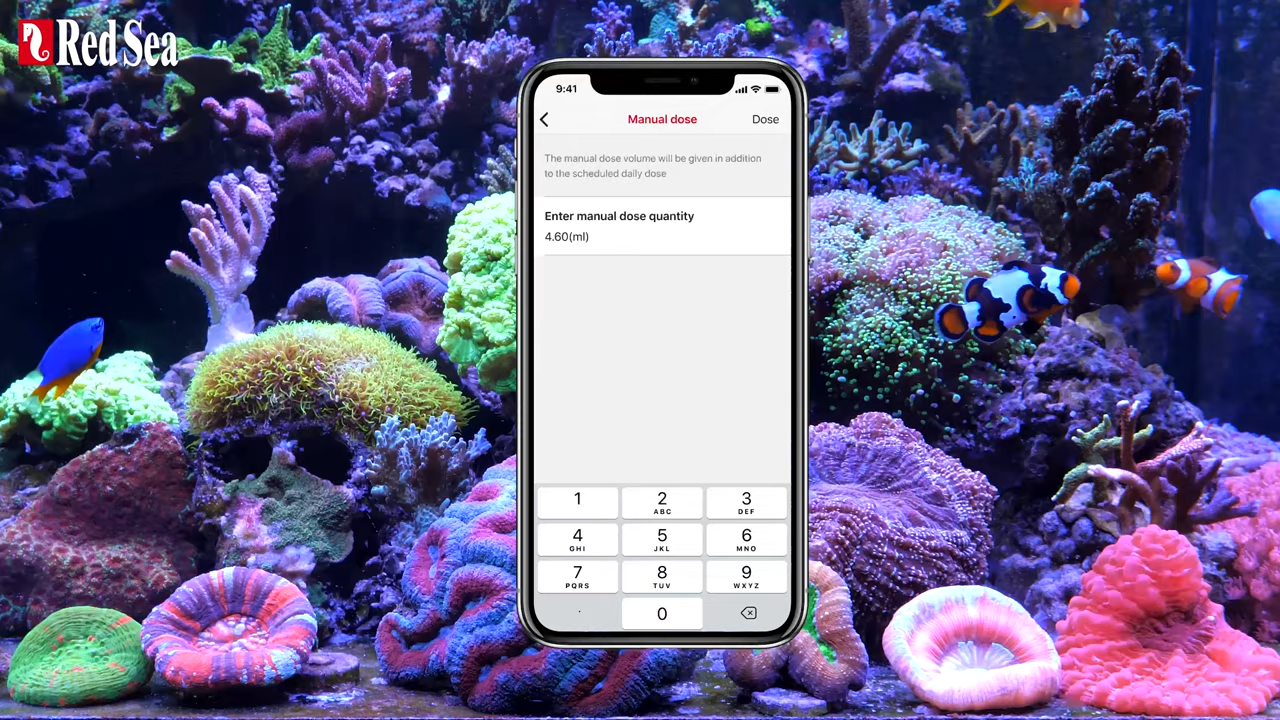 Red Sea
9:41
Manual dose
Dose
The manual dose volume will be given in addition
to the scheduled daily dose
Enter manual dose quantity
4.60(ml)
1
2
ABC
3
DEF
4
GHI
5
JKL
6
MNO
7
PQRS
8
TUV
9
WXYZ
.
0